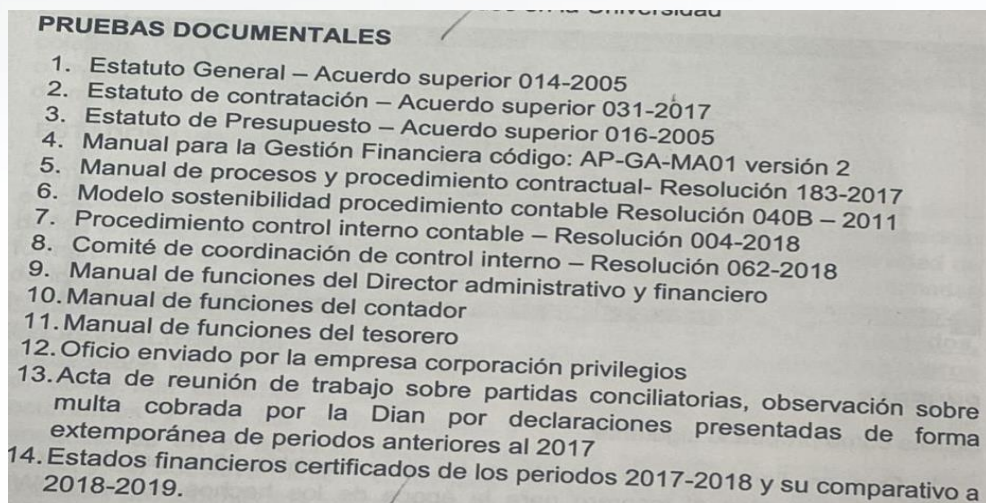 en la Universidad
PRUEBAS DOCUMENTALES
1. Estatuto General – Acuerdo superior 014-2005
2. Estatuto de contratación – Acuerdo superior 031-2017
3. Estatuto de Presupuesto – Acuerdo superior 016-2005
4. Manual para la Gestión Financiera código: AP-GA-MA01 versión 2
5. Manual de procesos y procedimiento contractual- Resolución 183-2017
6. Modelo sostenibilidad procedimiento contable Resolución 040B – 2011
7. Procedimiento control interno contable – Resolución 004-2018
8. Comité de coordinación de control interno – Resolución 062-2018
9. Manual de funciones del Director administrativo y financiero
10. Manual de funciones del contador
11. Manual de funciones del tesorero
12. Oficio enviado por la empresa corporación privilegios
13. Acta de reunión de trabajo sobre partidas conciliatorias, observación sobre
multa cobrada por la Dian por declaraciones presentadas de forma
extemporánea de periodos anteriores al 2017
14. Estados financieros certificados de los periodos 2017-2018 y su comparativo a
2018-2019.